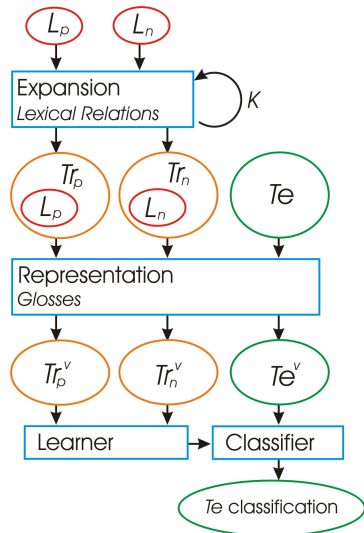 Lp Ln
Expansion
Lexical Relations
K
Trp Trn
Lp Ln Te
Representation
Glosses
Trpv Trnv Tev
Learner Classifier
Te classification